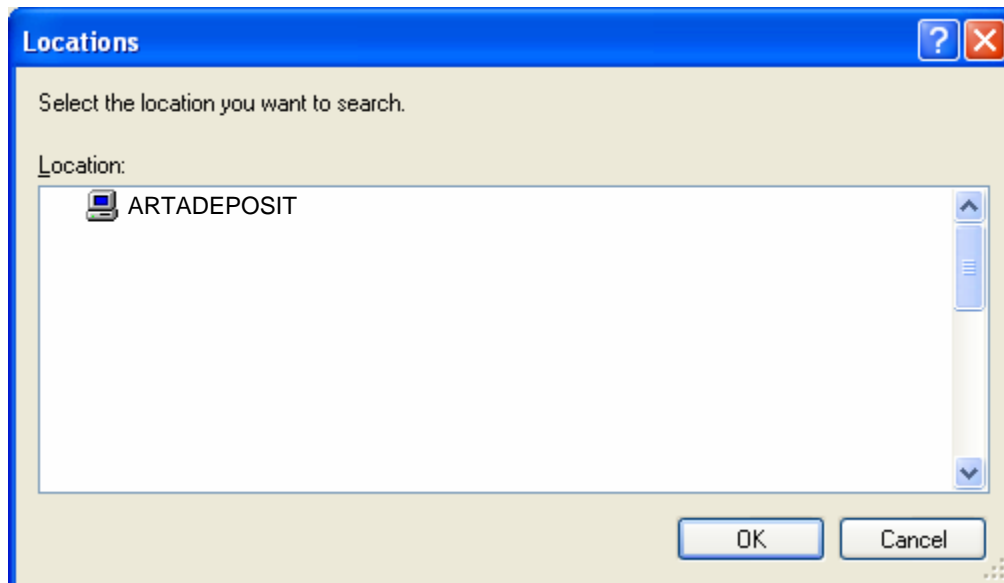 Locations
Select the location you want to search.
Location:
ARTADEPOSIT
OK Cancel